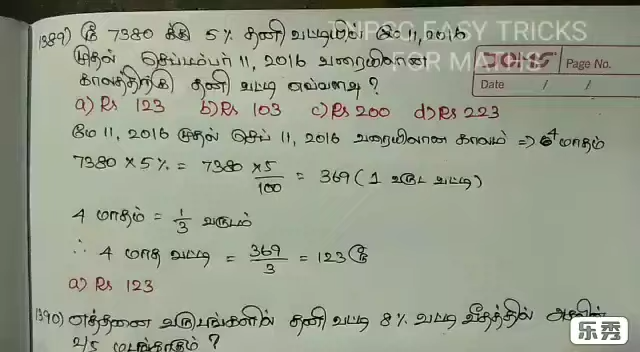 TNPSC EASY TRICKS
FOR MATHS
DOMS
Page No.
Date / /
1389) ரூ 7380 க்கு 5% தனி வட்டியில் மே 11, 2016
முதல் செப்டம்பர் 11, 2016 வரையிலான
காலத்திற்கு தனி வட்டி எவ்வளவு?
a) Rs 123 b) Rs 103 c) Rs 200 d) Rs 223
மே 11, 2016 முதல் செப் 11, 2016 வரையிலான காலம் => 4 மாதம்
7380 × 5% = 7380 × 5/100 = 369 (1 வருட வட்டி)
4 மாதம் = 1/3 வருடம்
∴ 4 மாத வட்டி = 369/3 = 123 ரூ
a) Rs 123
1390) எத்தனை வருடங்களில் தனி வட்டி 8% வட்டி வீதத்தில் அசலின்
2/5 மடங்காகும்?
乐秀